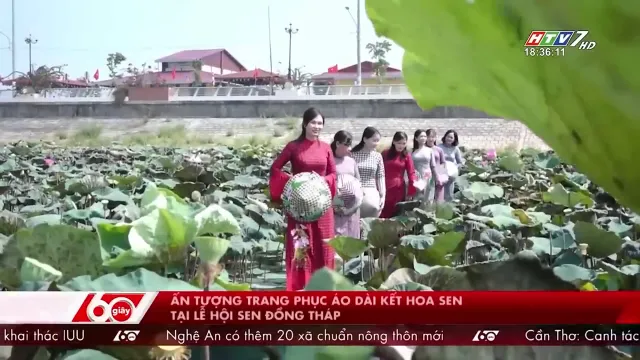 HTV7 HD
18:36:11
60 giây
ẤN TƯỢNG TRANG PHỤC ÁO DÀI KẾT HOA SEN
TẠI LỄ HỘI SEN ĐỒNG THÁP
khai thác IUU 60 Nghệ An có thêm 20 xã chuẩn nông thôn mới 60 Cần Thơ: Canh tác